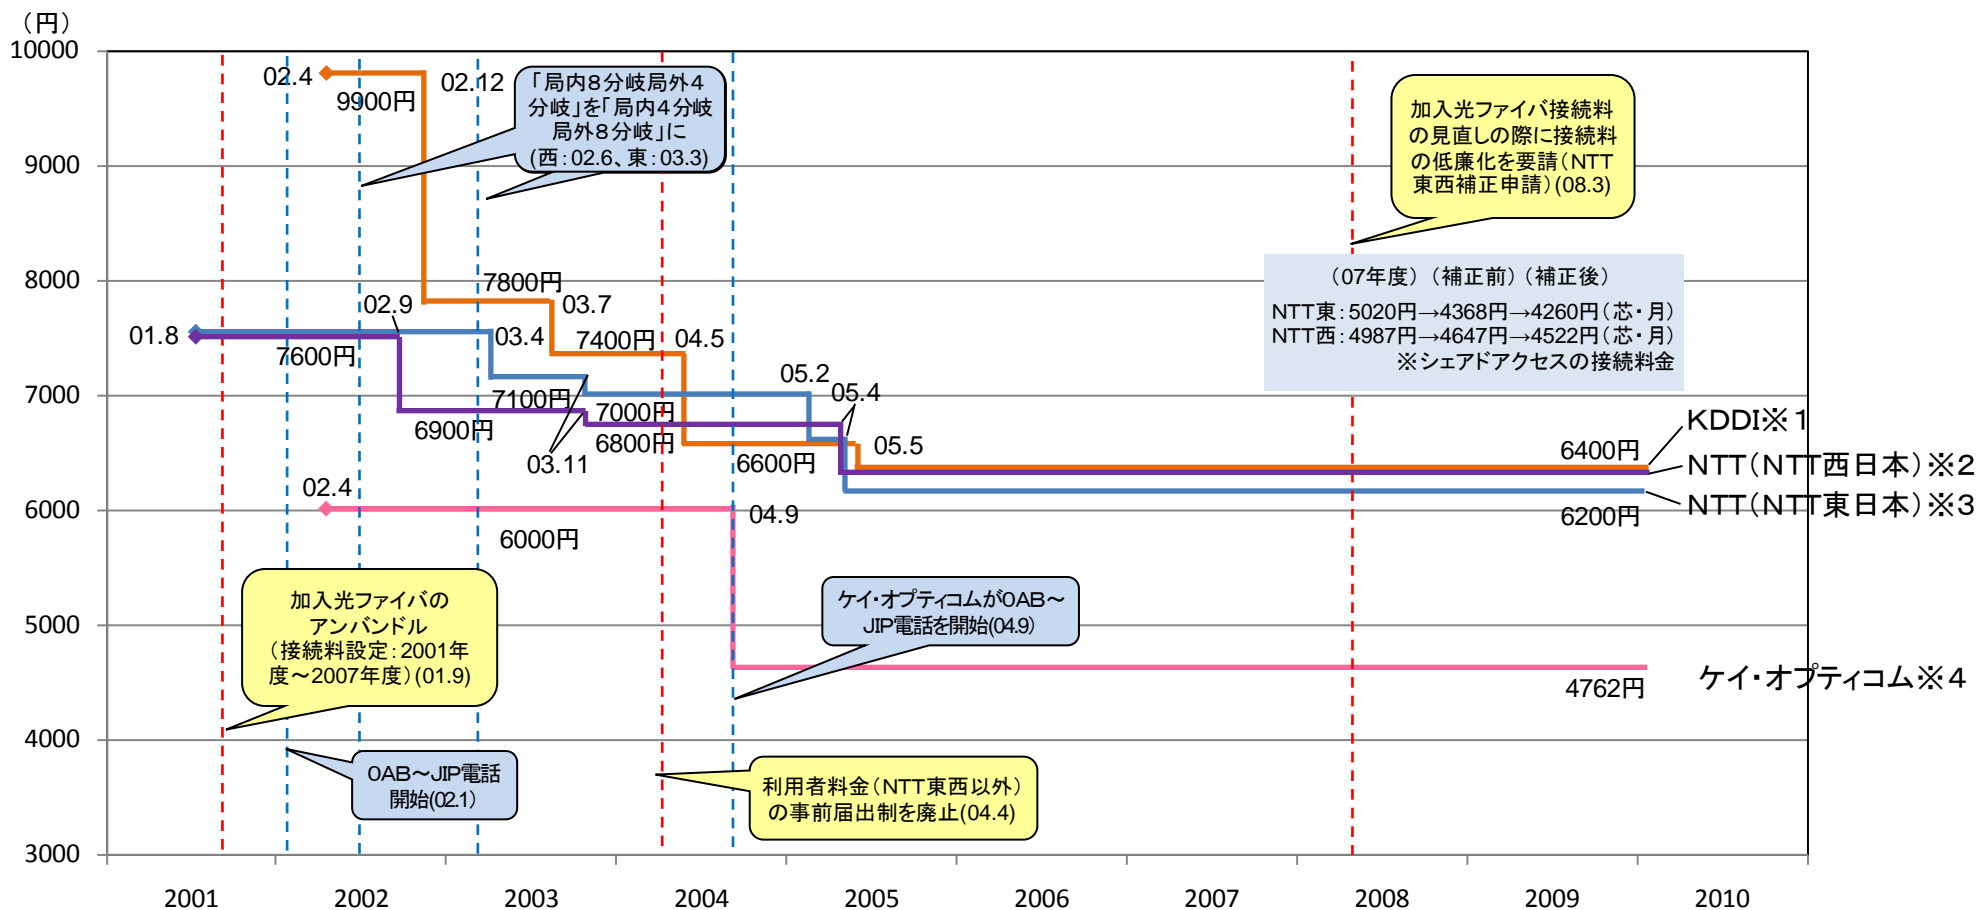 （円）
10000
9000
8000
7000
6000
5000
4000
3000
2001
2002
2003
2004
2005
2006
2007
2008
2009
2010
02.4
9900円
02.12
「局内８分岐局外４
分岐」を「局内４分岐
局外８分岐」に
(西：02.6、東：03.3)
加入光ファイバ接続料
の見直しの際に接続料
の低廉化を要請（NTT
東西補正申請）(08.3)
（07年度）（補正前）（補正後）
NTT東：5020円→4368円→4260円（芯・月）
NTT西：4987円→4647円→4522円（芯・月）
※シェアドアクセスの接続料金
7800円
03.7
02.9
01.8
7600円
03.4
7400円
04.5
05.2
05.4
7100円
7000円
6900円
6800円
03.11
6600円
05.5
6400円
KDDI※１
NTT（NTT西日本）※2
NTT（NTT東日本）※3
6200円
02.4
6000円
04.9
加入光ファイバの
アンバンドル
（接続料設定：2001年
度～2007年度）(01.9)
ケイ・オプティコムが0AB～
JIP電話を開始(04.9)
4762円
ケイ・オプティコム※４
0AB～JIP電話
開始(02.1)
利用者料金（NTT東西以外）
の事前届出制を廃止(04.4)